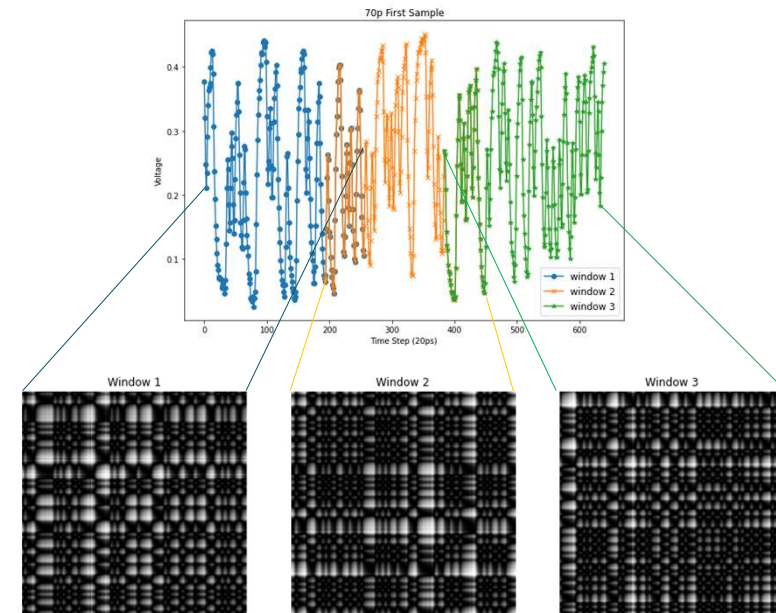 70p First Sample
Voltage
0.4
0.3
0.2
0.1
window 1
window 2
window 3
0 100 200 300 400 500 600
Time Step (20ps)
Window 1 Window 2 Window 3